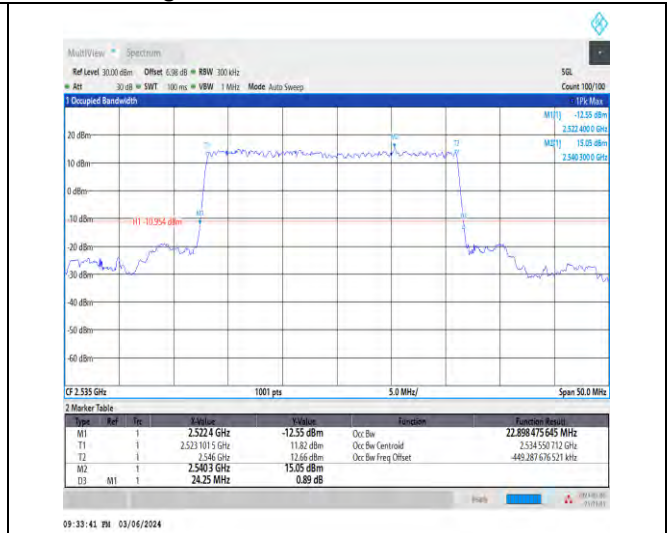 MultiView Spectrum
Ref Level 30.00 dBm Offset 6.98 dB RBW 300 kHz SGL
Att 30 dB SWT 100 ms VBW 1 MHz Mode Auto Sweep Count 100/100
1 Occupied Bandwidth 1Pk Max
M1[1] -12.55 dBm
2.522 400 0 GHz
20 dBm M2[1] 15.05 dBm
T1 M2 T2 2.540 300 0 GHz
10 dBm
0 dBm
-10 dBm H1 -10.954 dBm M1
-20 dBm
-30 dBm
-40 dBm
-50 dBm
-60 dBm
CF 2.535 GHz 1001 pts 5.0 MHz/ Span 50.0 MHz
2 Marker Table
Type Ref Trc X-Value Y-Value Function Function Result
M1 1 2.5224 GHz -12.55 dBm Occ Bw 22.898 475 645 MHz
T1 1 2.523 101 5 GHz 11.82 dBm Occ Bw Centroid 2.534 550 712 GHz
T2 1 2.546 GHz 12.66 dBm Occ Bw Freq Offset -449.287 676 521 kHz
M2 1 2.5403 GHz 15.05 dBm
D3 M1 1 24.25 MHz 0.89 dB
Ready
09:33:41 PM 03/06/2024